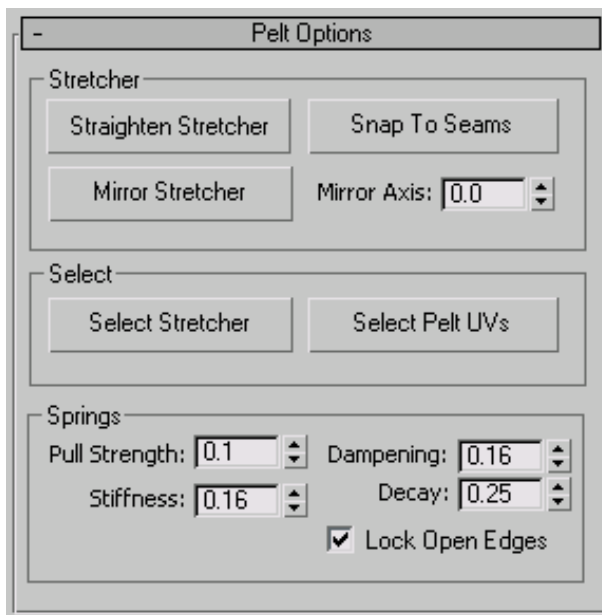 - Pelt Options
Stretcher
Straighten Stretcher Snap To Seams
Mirror Stretcher Mirror Axis: 0.0
Select
Select Stretcher Select Pelt UVs
Springs
Pull Strength: 0.1 Dampening: 0.16
Stiffness: 0.16 Decay: 0.25
Lock Open Edges